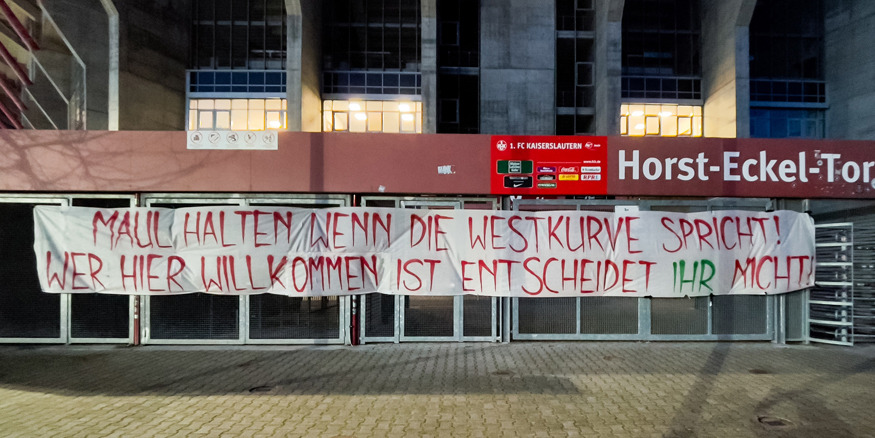 1. FC KAISERSLAUTERN
Horst-Eckel-Tor
MAUL HALTEN WENN DIE WESTKURVE SPRICHT!
WER HIER WILLKOMMEN IST ENTSCHEIDET IHR NICHT!